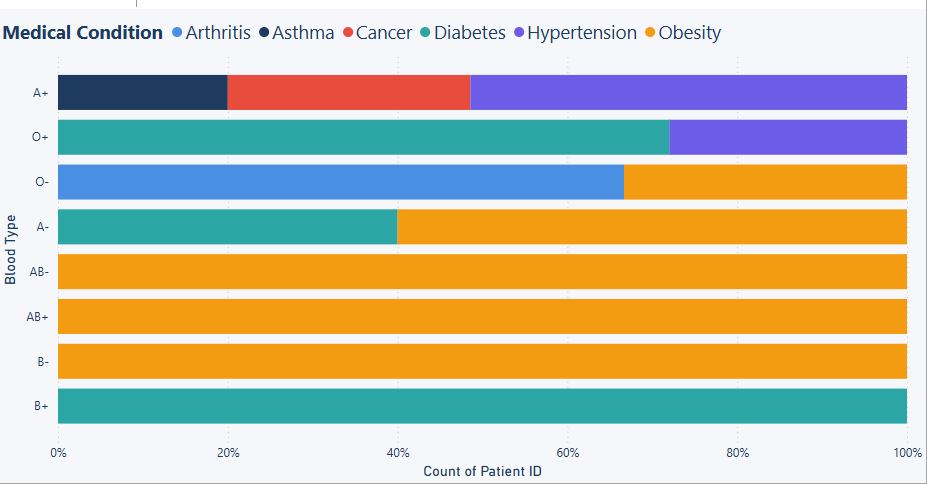 Medical Condition Arthritis Asthma Cancer Diabetes Hypertension Obesity
A+
O+
O-
A-
AB-
AB+
B-
B+
Blood Type
0% 20% 40% 60% 80% 100%
Count of Patient ID